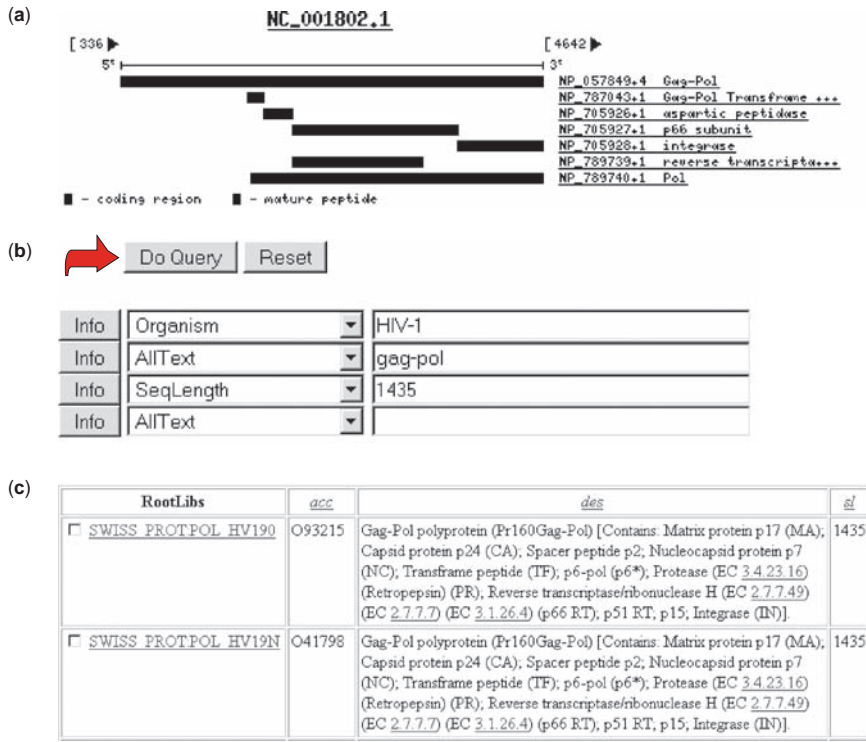 (a)
NC_001802.1
[ 336
[ 4642
5' 3'
NP_057849.4 Gag-Pol
NP_787043.1 Gag-Pol Transframe ...
NP_705926.1 aspartic peptidase
NP_705927.1 p66 subunit
NP_705928.1 integrase
NP_789739.1 reverse transcripta...
NP_789740.1 Pol
- coding region - mature peptide
(b)
Do Query Reset
Info Organism HIV-1
Info AllText gag-pol
Info SeqLength 1435
Info AllText
(c)
RootLibs acc des sl
SWISS_PROT:POL_HV190 O93215 Gag-Pol polyprotein (Pr160Gag-Pol) [Contains: Matrix protein p17 (MA); 1435
Capsid protein p24 (CA); Spacer peptide p2; Nucleocapsid protein p7
(NC); Transframe peptide (TF); p6-pol (p6*); Protease (EC 3.4.23.16)
(Retropepsin) (PR); Reverse transcriptase/ribonuclease H (EC 2.7.7.49)
(EC 2.7.7.7) (EC 3.1.26.4) (p66 RT); p51 RT; p15; Integrase (IN)].
SWISS_PROT:POL_HV19N O41798 Gag-Pol polyprotein (Pr160Gag-Pol) [Contains: Matrix protein p17 (MA); 1435
Capsid protein p24 (CA); Spacer peptide p2; Nucleocapsid protein p7
(NC); Transframe peptide (TF); p6-pol (p6*); Protease (EC 3.4.23.16)
(Retropepsin) (PR); Reverse transcriptase/ribonuclease H (EC 2.7.7.49)
(EC 2.7.7.7) (EC 3.1.26.4) (p66 RT); p51 RT; p15; Integrase (IN)].